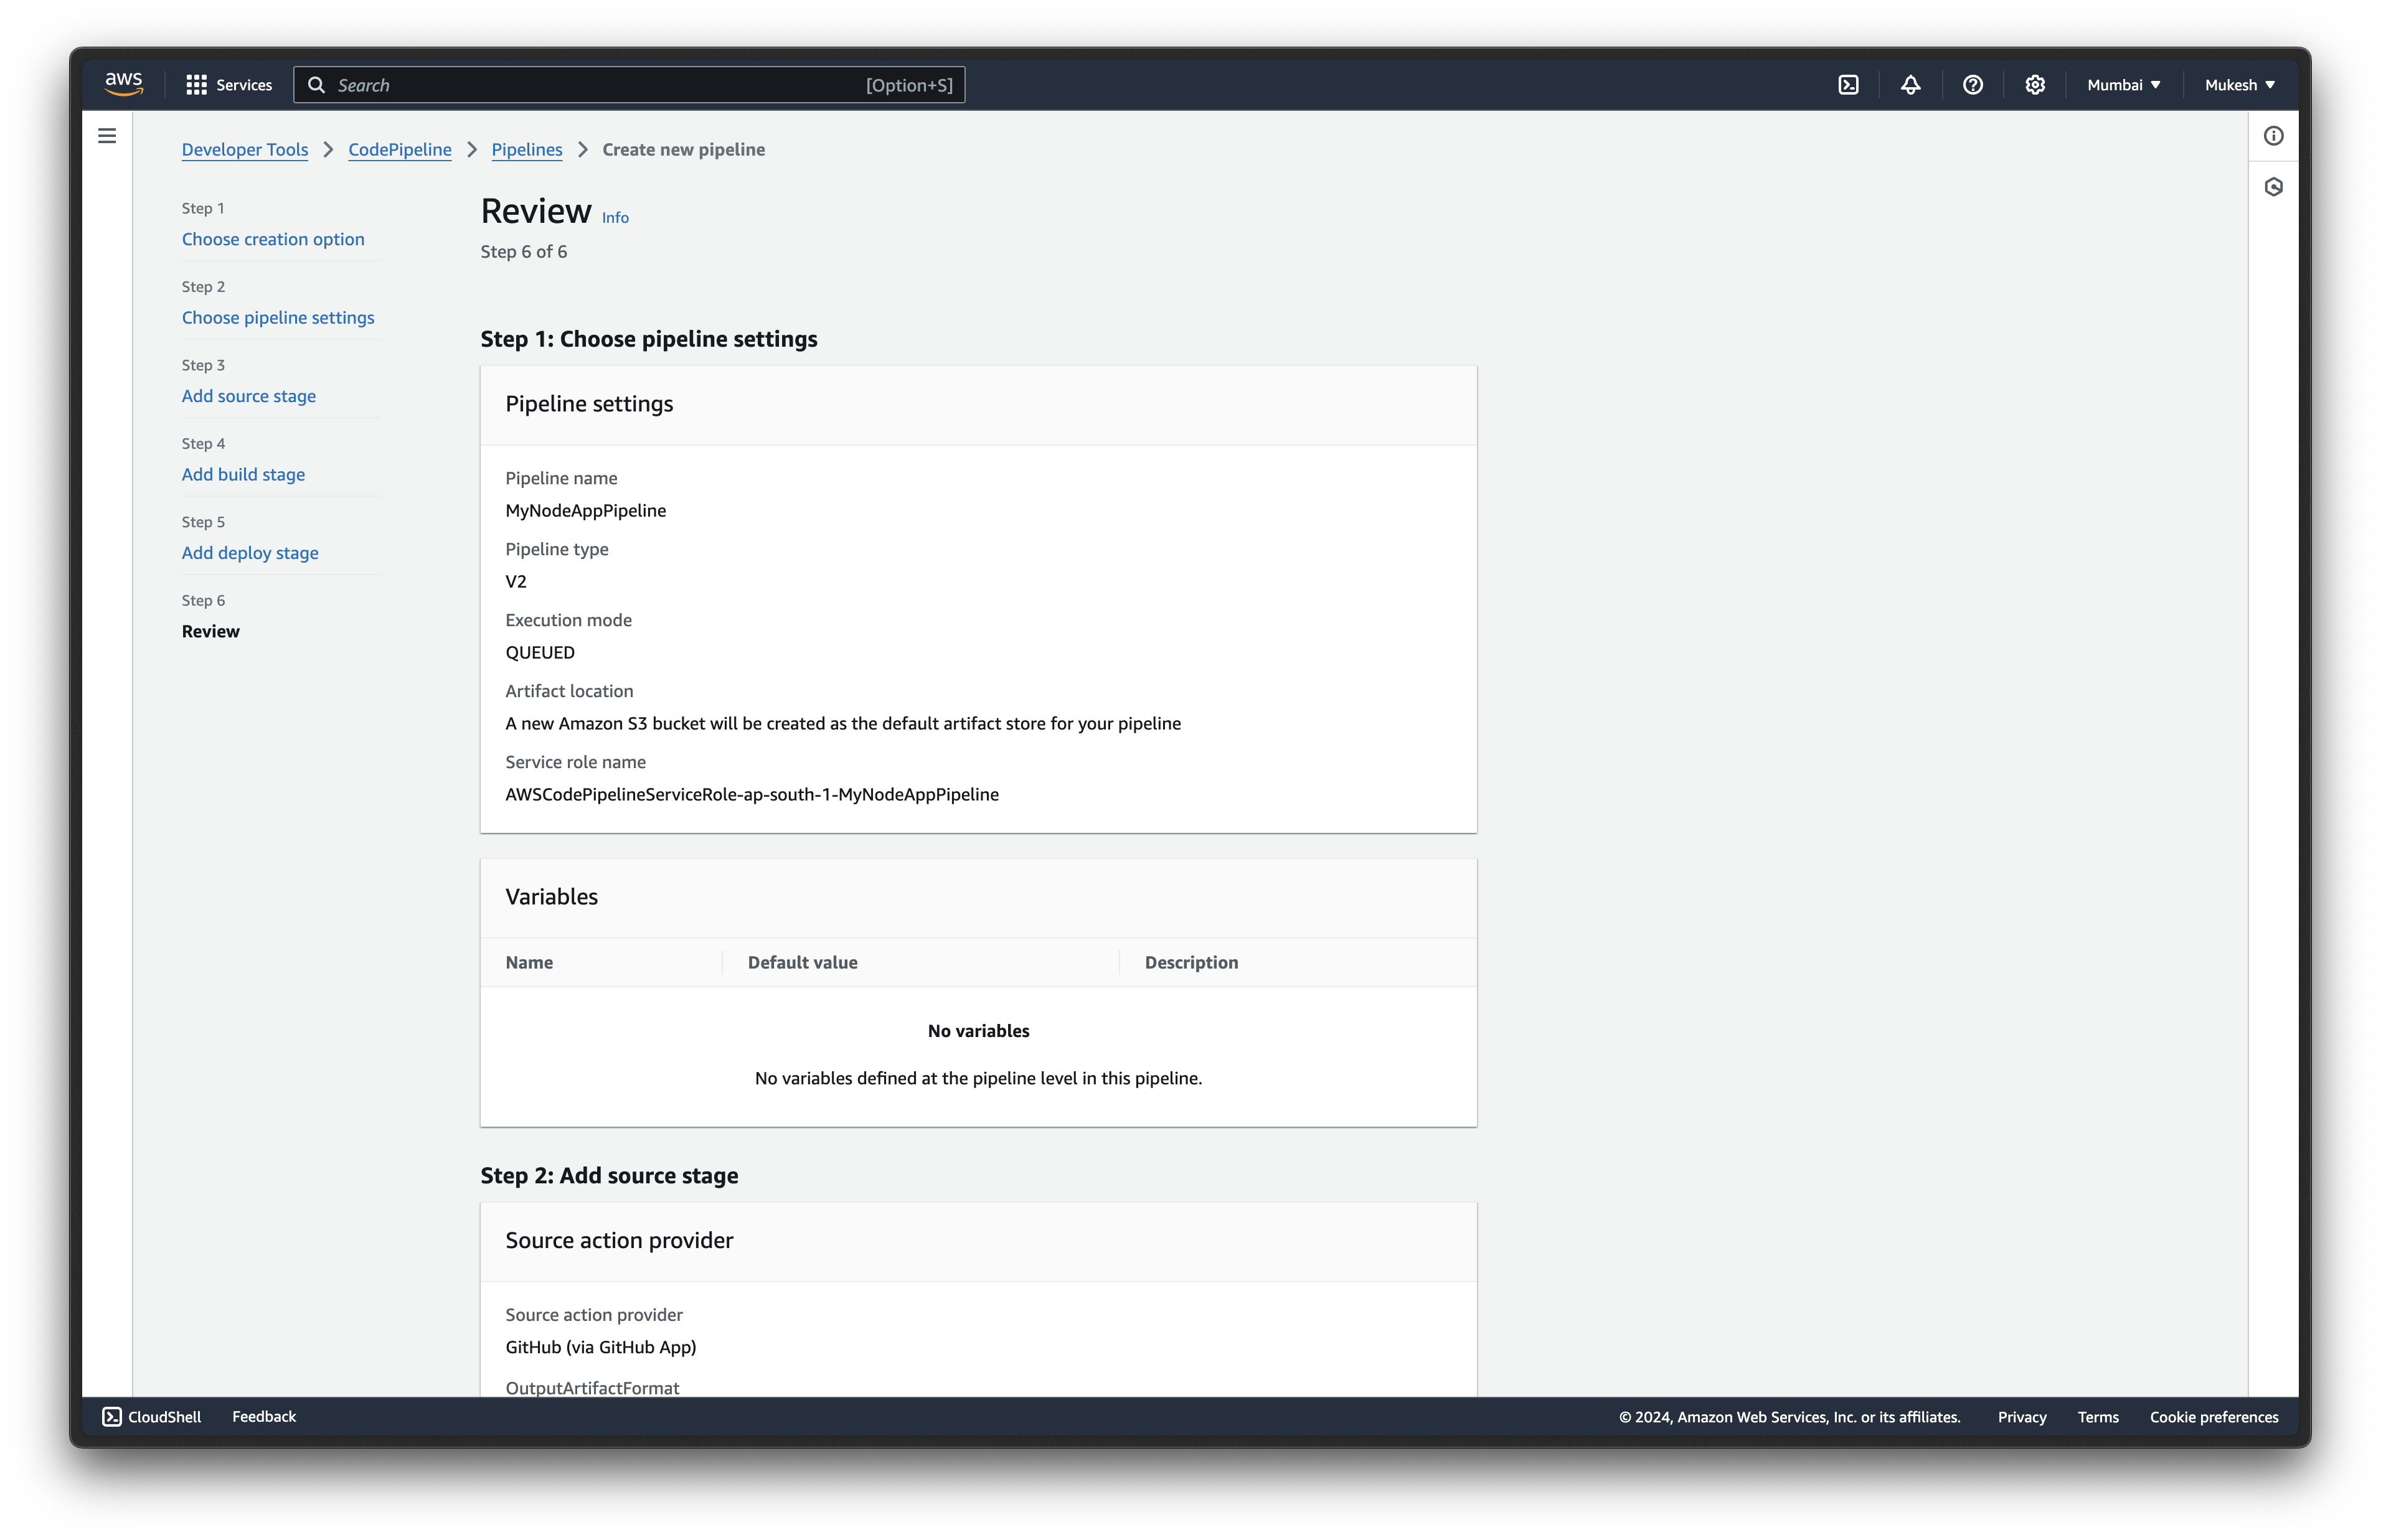 aws
Services
Search
[Option+S]
Mumbai
Mukesh
Developer Tools
CodePipeline
Pipelines
Create new pipeline
Step 1
Choose creation option
Step 2
Choose pipeline settings
Step 3
Add source stage
Step 4
Add build stage
Step 5
Add deploy stage
Step 6
Review
Review Info
Step 6 of 6
Step 1: Choose pipeline settings
Pipeline settings
Pipeline name
MyNodeAppPipeline
Pipeline type
V2
Execution mode
QUEUED
Artifact location
A new Amazon S3 bucket will be created as the default artifact store for your pipeline
Service role name
AWSCodePipelineServiceRole-ap-south-1-MyNodeAppPipeline
Variables
Name
Default value
Description
No variables
No variables defined at the pipeline level in this pipeline.
Step 2: Add source stage
Source action provider
Source action provider
GitHub (via GitHub App)
OutputArtifactFormat
CloudShell
Feedback
© 2024, Amazon Web Services, Inc. or its affiliates.
Privacy
Terms
Cookie preferences